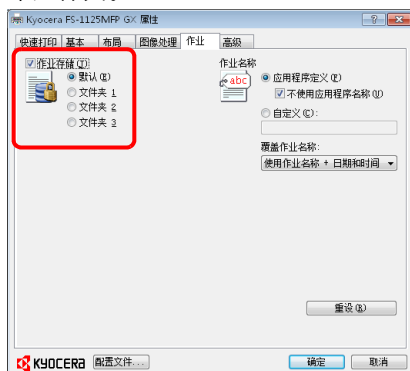 Kyocera FS-1125MFP GX 属性
快速打印 基本 布局 图像处理 作业 高级
作业存储(J)
默认(E)
文件夹 1
文件夹 2
文件夹 3
作业名称
abc
应用程序定义(P)
不使用应用程序名称(U)
自定义(C):
覆盖作业名称:
使用作业名称 + 日期和时间
重设(R)
KYOCERA
配置文件...
确定
取消